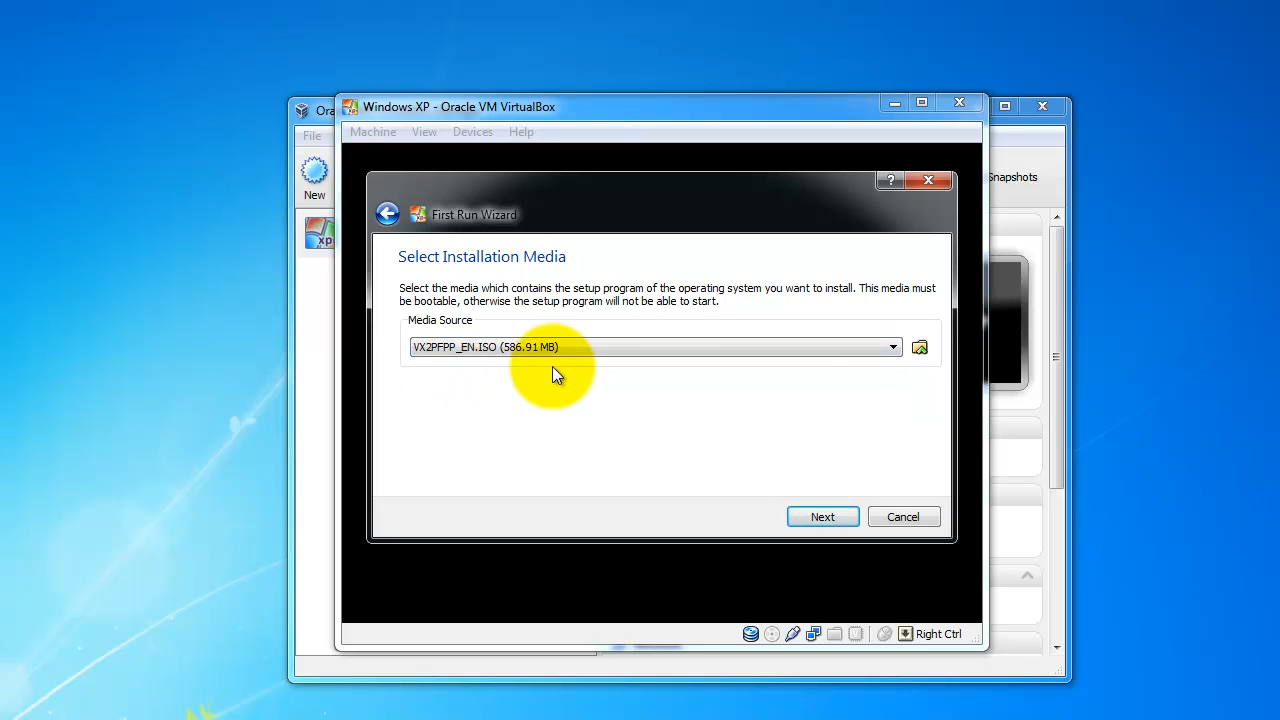 Windows XP - Oracle VM VirtualBox
Ora
Machine View Devices Help
File
New
Snapshots
xp
First Run Wizard
Select Installation Media
Select the media which contains the setup program of the operating system you want to install. This media must
be bootable, otherwise the setup program will not be able to start.
Media Source
VX2PFPP_EN.ISO (586.91 MB)
Next Cancel
Right Ctrl